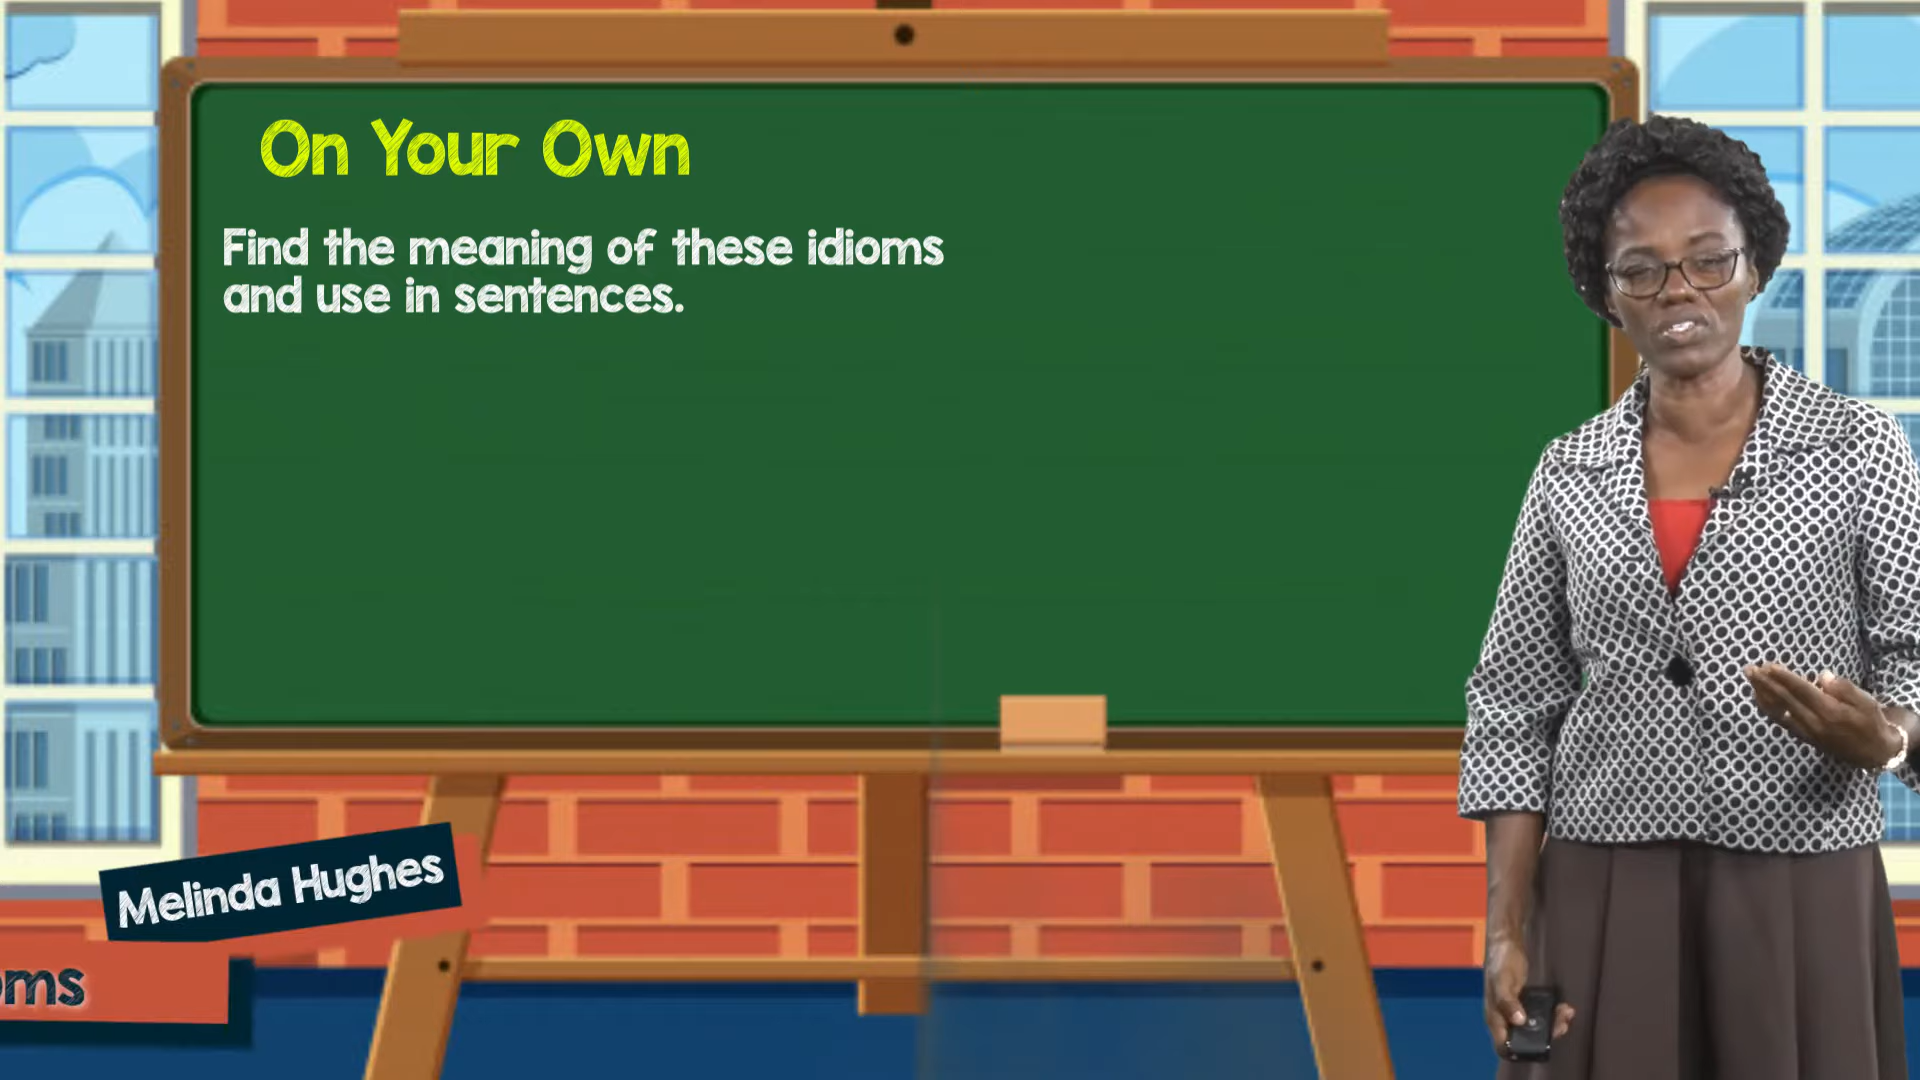 On Your Own
Find the meaning of these idioms
and use in sentences.
Melinda Hughes
oms